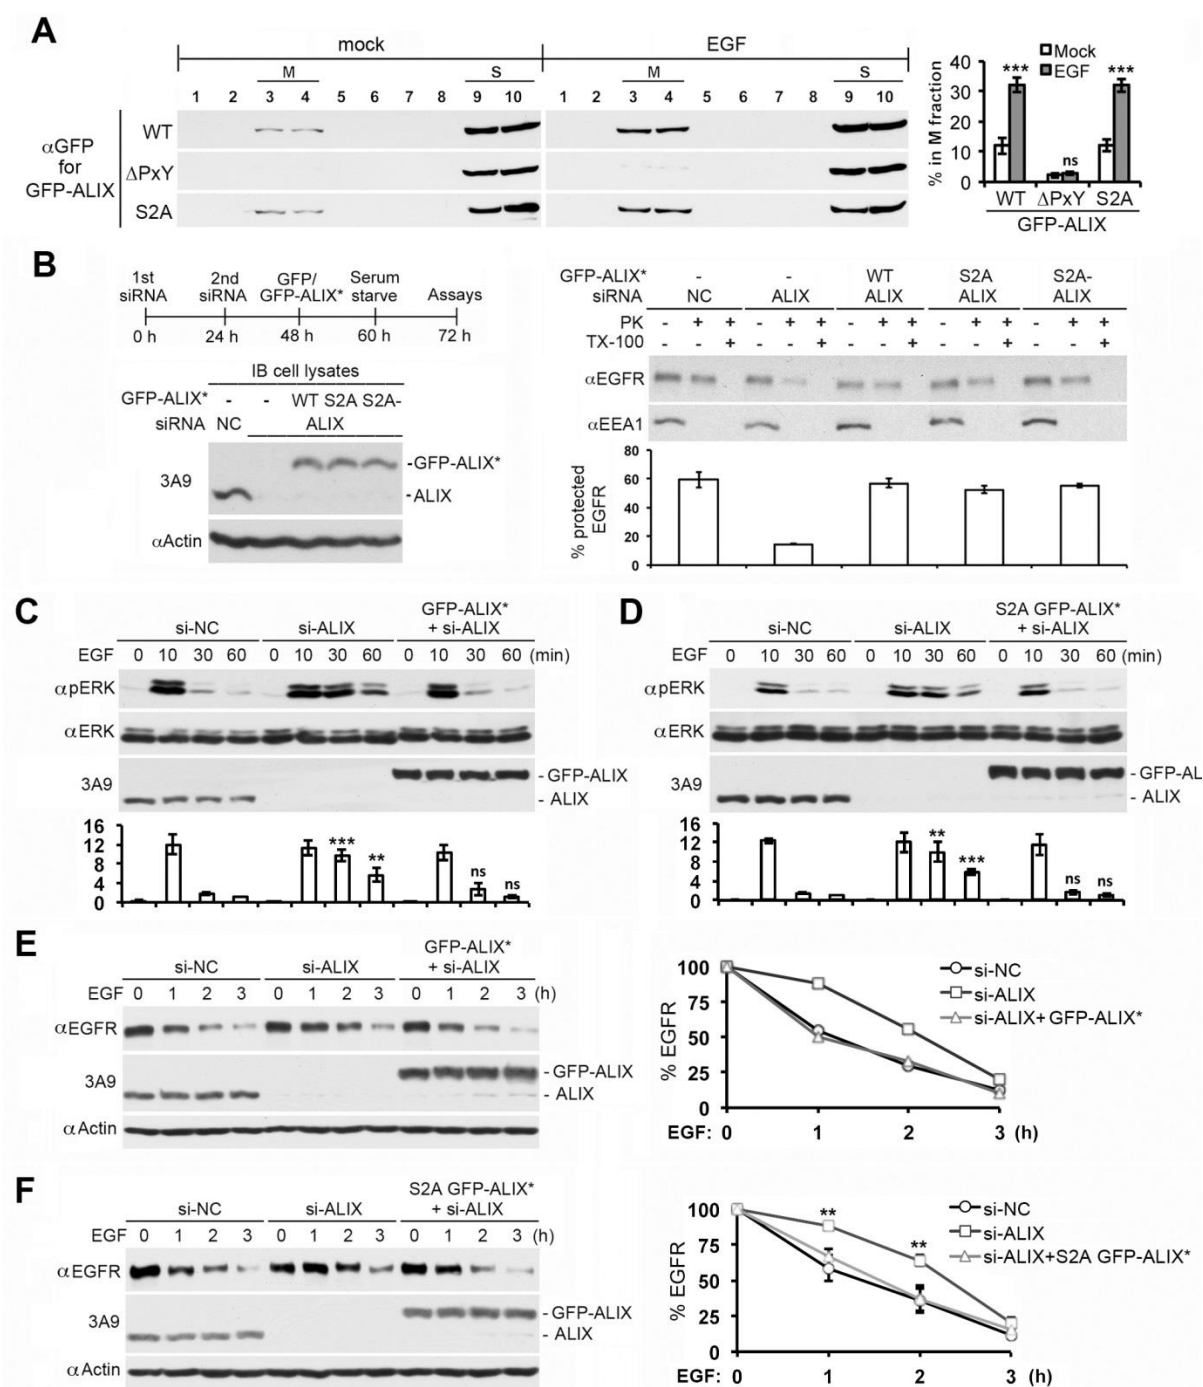 A
mock EGF
M S M S
1 2 3 4 5 6 7 8 9 10 1 2 3 4 5 6 7 8 9 10
αGFP
for
GFP-ALIX
WT
ΔPxY
S2A
% in M fraction
40
30
20
10
0
Mock
EGF
*** ns ***
WT ΔPxY S2A
GFP-ALIX
B
1st
siRNA
2nd
siRNA
GFP/
GFP-ALIX*
Serum
starve
Assays
0 h 24 h 48 h 60 h 72 h
IB cell lysates
GFP-ALIX* - - WT S2A S2A-
siRNA NC ALIX
3A9
-GFP-ALIX*
-ALIX
αActin
GFP-ALIX* - - WT S2A S2A-
siRNA NC ALIX ALIX ALIX ALIX
PK - + + - + + - + + - + + - + +
TX-100 - - + - - + - - + - - + - - +
αEGFR
αEEA1
% protected
EGFR
80
60
40
20
0
C
si-NC si-ALIX
GFP-ALIX*
+ si-ALIX
EGF 0 10 30 60 0 10 30 60 0 10 30 60 (min)
αpERK
αERK
3A9
- GFP-ALIX
- ALIX
16
12
8
4
0
*** ** ns ns
D
si-NC si-ALIX
S2A GFP-ALIX*
+ si-ALIX
EGF 0 10 30 60 0 10 30 60 0 10 30 60 (min)
αpERK
αERK
3A9
- GFP-AL
- ALIX
16
12
8
4
0
** *** ns ns
E
si-NC si-ALIX
GFP-ALIX*
+ si-ALIX
EGF 0 1 2 3 0 1 2 3 0 1 2 3 (h)
αEGFR
3A9
- GFP-ALIX
- ALIX
αActin
% EGFR
100
75
50
25
0
si-NC
si-ALIX
si-ALIX+GFP-ALIX*
EGF: 0 1 2 3 (h)
F
si-NC si-ALIX
S2A GFP-ALIX*
+ si-ALIX
EGF 0 1 2 3 0 1 2 3 0 1 2 3 (h)
αEGFR
3A9
- GFP-ALIX
- ALIX
αActin
% EGFR
100
75
50
25
0
** **
si-NC
si-ALIX
si-ALIX+S2A GFP-ALIX*
EGF: 0 1 2 3 (h)